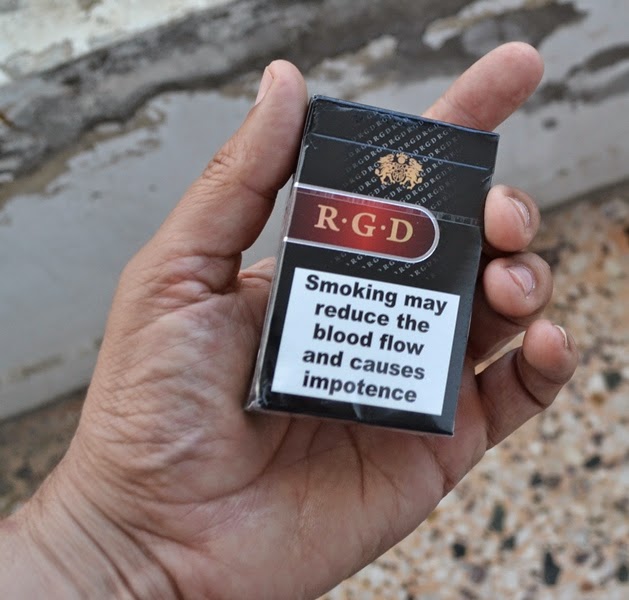 R·G·D
Smoking may
reduce the
blood flow
and causes
impotence